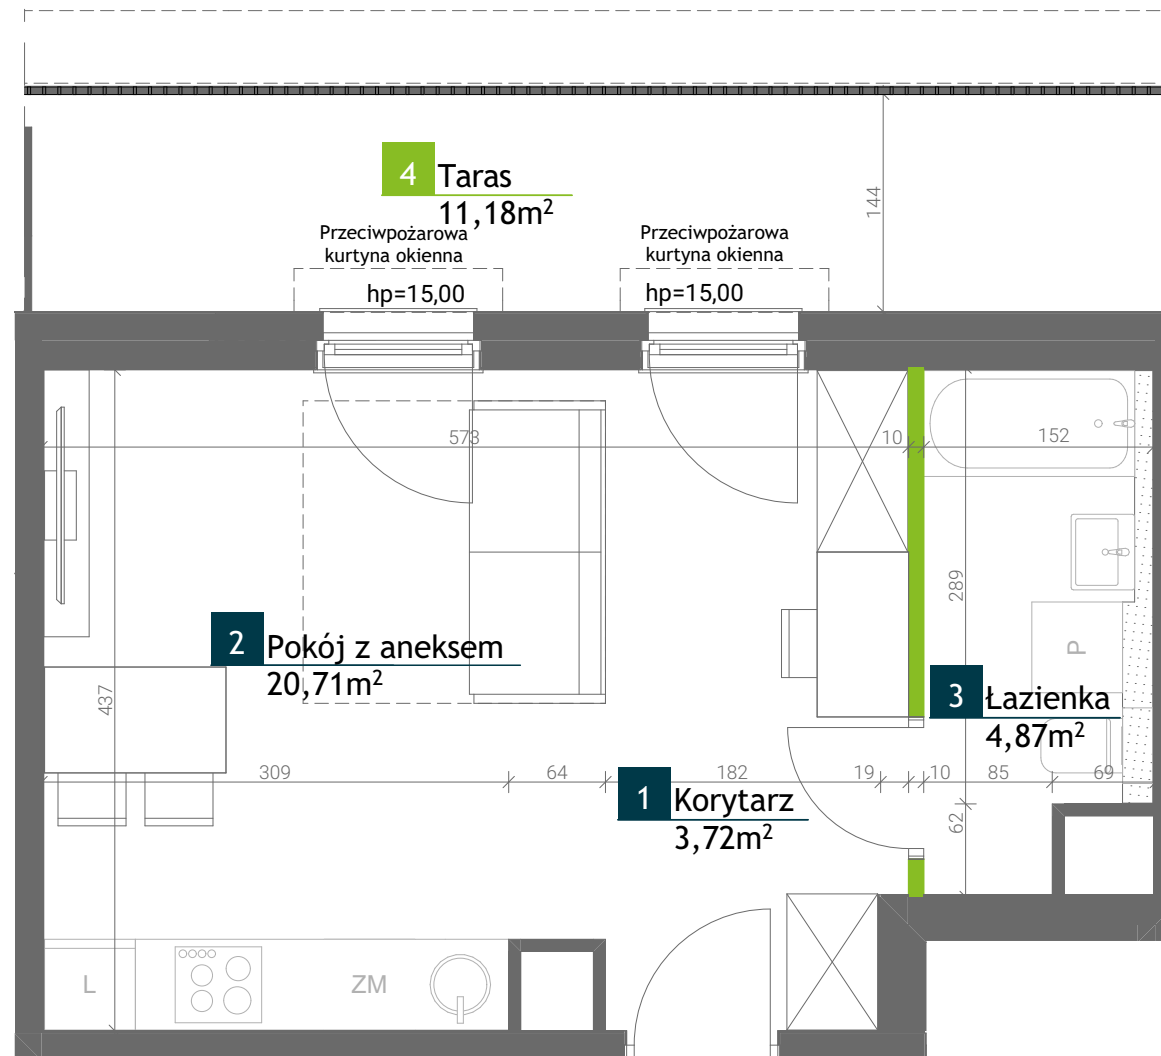 4 Taras
11,18m²
144
Przeciwpożarowa
kurtyna okienna
hp=15,00
Przeciwpożarowa
kurtyna okienna
hp=15,00
573
10
152
289
2 Pokój z aneksem
20,71m²
437
P
3 Łazienka
4,87m²
309
64
182
19
10
85
69
1 Korytarz
3,72m²
62
L
ZM